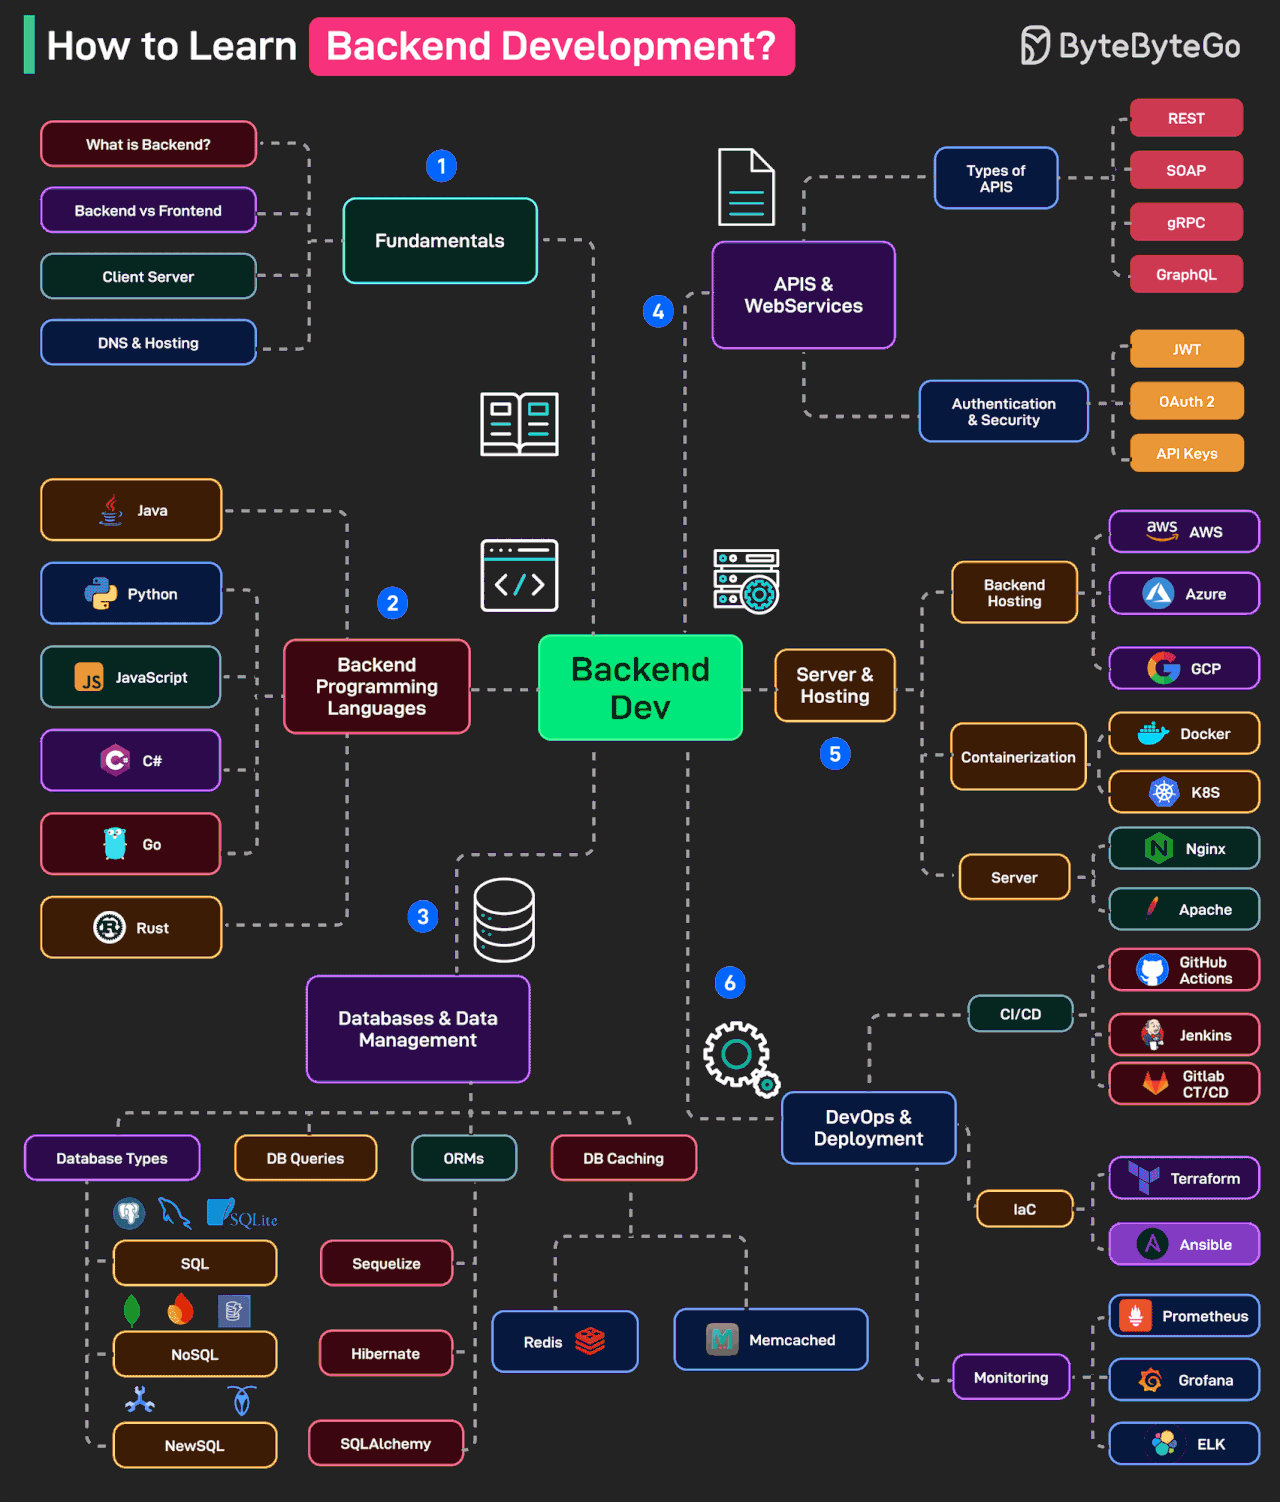 How to Learn Backend Development?
ByteByteGo
1
Fundamentals
What is Backend?
Backend vs Frontend
Client Server
DNS & Hosting
2
Backend
Programming
Languages
Java
Python
JS
JavaScript
C#
Go
Rust
Backend
Dev
3
Databases & Data
Management
Database Types
DB Queries
ORMs
DB Caching
SQLite
SQL
NoSQL
NewSQL
Sequelize
Hibernate
SQLAlchemy
Redis
M
Memcached
4
APIS &
WebServices
Types of
APIS
REST
SOAP
gRPC
GraphQL
Authentication
& Security
JWT
OAuth 2
API Keys
5
Server &
Hosting
Backend
Hosting
aws
AWS
Azure
GCP
Containerization
Docker
K8S
Server
Nginx
Apache
6
DevOps &
Deployment
CI/CD
GitHub
Actions
Jenkins
Gitlab
CT/CD
IaC
Terraform
Ansible
Monitoring
Prometheus
Grofana
ELK